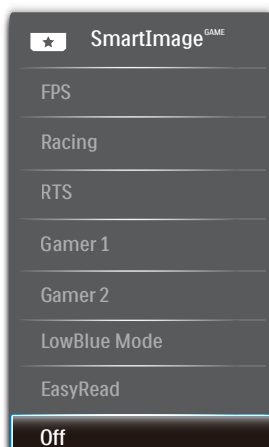 SmartImage GAME
FPS
Racing
RTS
Gamer 1
Gamer 2
LowBlue Mode
EasyRead
Off